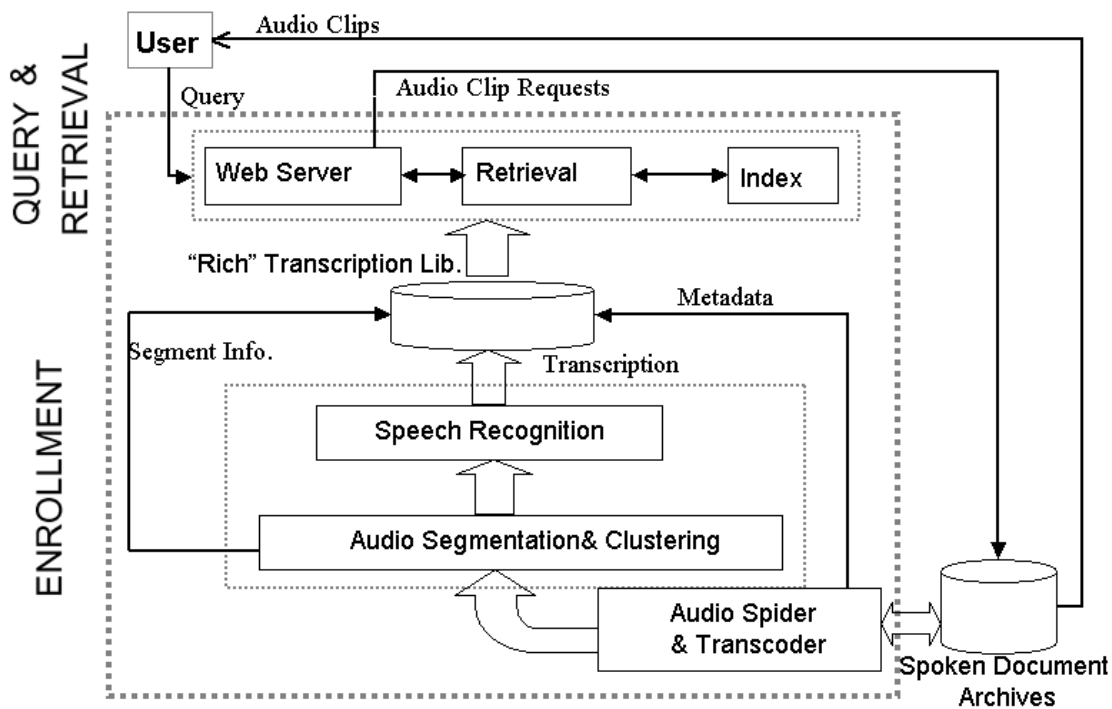 QUERY &
RETRIEVAL
User
Audio Clips
Query
Audio Clip Requests
Web Server
Retrieval
Index
“Rich” Transcription Lib.
Metadada
Segment Info.
Transcription
ENROLLMENT
Speech Recognition
Audio Segmentation& Clustering
Audio Spider
& Transcoder
Spoken Document
Archives